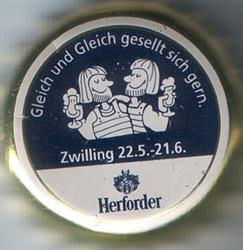 Gleich und Gleich gesellt sich gern.
Zwilling 22.5.-21.6.
Herforder